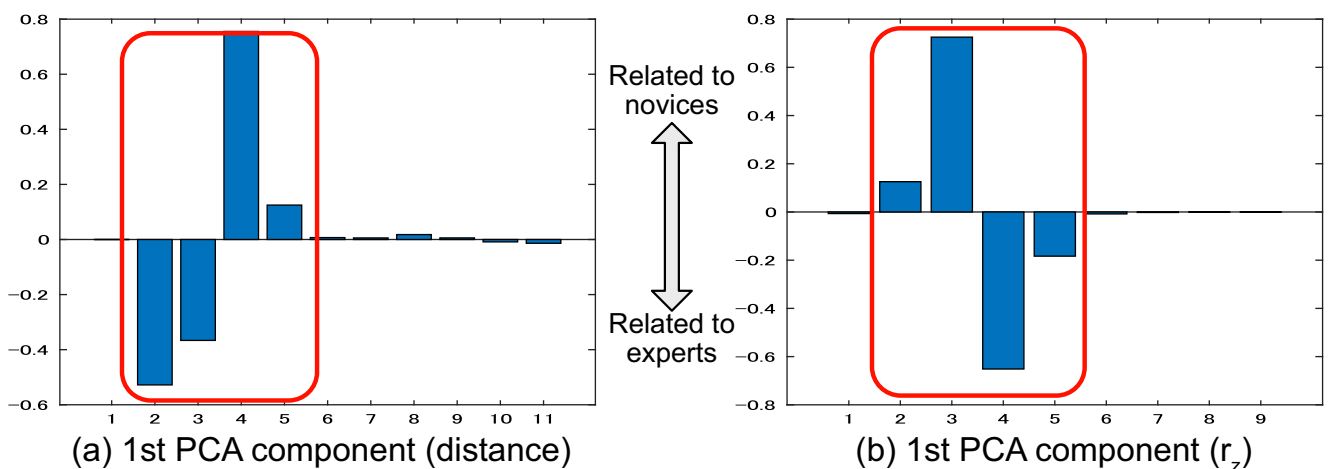 0.8
0.6
0.4
0.2
0
−0.2
−0.4
−0.6
1 2 3 4 5 6 7 8 9 10 11
(a) 1st PCA component (distance)
Related to
novices
Related to
experts
0.8
0.6
0.4
0.2
0
−0.2
−0.4
−0.6
−0.8
1 2 3 4 5 6 7 8 9
(b) 1st PCA component (r_z)